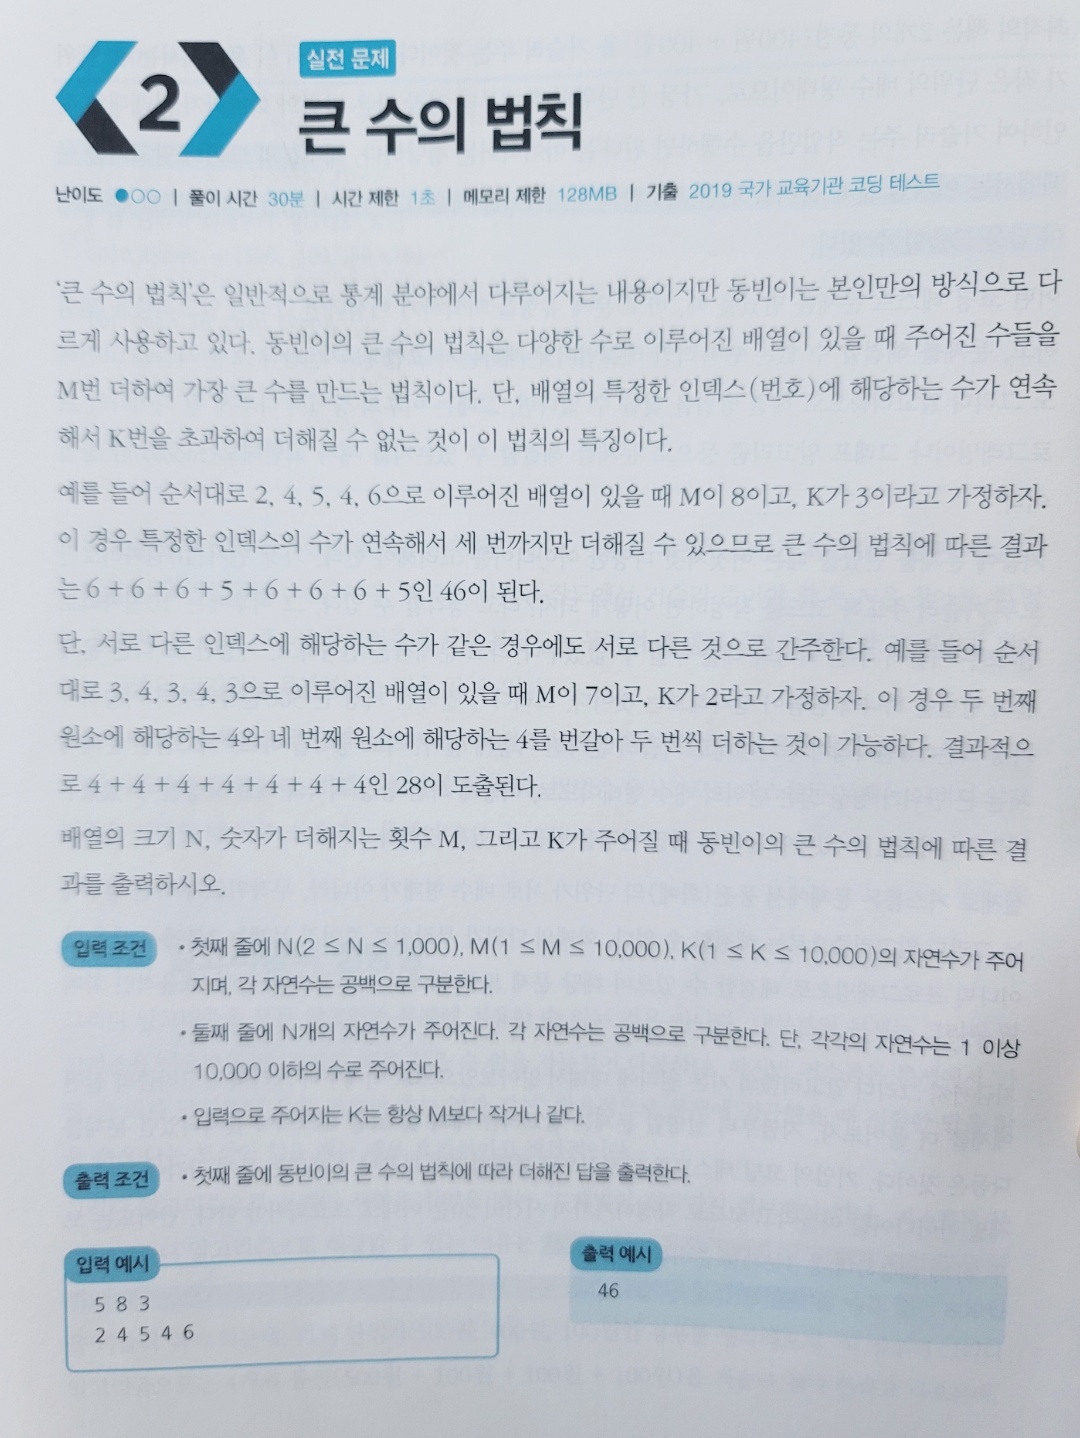 2
실전 문제
큰 수의 법칙
난이도 ●○○ | 풀이 시간 30분 | 시간 제한 1초 | 메모리 제한 128MB | 기출 2019 국가 교육기관 코딩 테스트
'큰 수의 법칙'은 일반적으로 통계 분야에서 다루어지는 내용이지만 동빈이는 본인만의 방식으로 다
르게 사용하고 있다. 동빈이의 큰 수의 법칙은 다양한 수로 이루어진 배열이 있을 때 주어진 수들을
M번 더하여 가장 큰 수를 만드는 법칙이다. 단, 배열의 특정한 인덱스(번호)에 해당하는 수가 연속
해서 K번을 초과하여 더해질 수 없는 것이 이 법칙의 특징이다.
예를 들어 순서대로 2, 4, 5, 4, 6으로 이루어진 배열이 있을 때 M이 8이고, K가 3이라고 가정하자.
이 경우 특정한 인덱스의 수가 연속해서 세 번까지만 더해질 수 있으므로 큰 수의 법칙에 따른 결과
는 6 + 6 + 6 + 5 + 6 + 6 + 6 + 5인 46이 된다.
단, 서로 다른 인덱스에 해당하는 수가 같은 경우에도 서로 다른 것으로 간주한다. 예를 들어 순서
대로 3, 4, 3, 4, 3으로 이루어진 배열이 있을 때 M이 7이고, K가 2라고 가정하자. 이 경우 두 번째
원소에 해당하는 4와 네 번째 원소에 해당하는 4를 번갈아 두 번씩 더하는 것이 가능하다. 결과적으
로 4 + 4 + 4 + 4 + 4 + 4 + 4인 28이 도출된다.
배열의 크기 N, 숫자가 더해지는 횟수 M, 그리고 K가 주어질 때 동빈이의 큰 수의 법칙에 따른 결
과를 출력하시오.
입력 조건 • 첫째 줄에 N(2 ≤ N ≤ 1,000), M(1 ≤ M ≤ 10,000), K(1 ≤ K ≤ 10,000)의 자연수가 주어
지며, 각 자연수는 공백으로 구분한다.
• 둘째 줄에 N개의 자연수가 주어진다. 각 자연수는 공백으로 구분한다. 단, 각각의 자연수는 1 이상
10,000 이하의 수로 주어진다.
• 입력으로 주어지는 K는 항상 M보다 작거나 같다.
출력 조건 • 첫째 줄에 동빈이의 큰 수의 법칙에 따라 더해진 답을 출력한다.
입력 예시
5 8 3
2 4 5 4 6
출력 예시
46